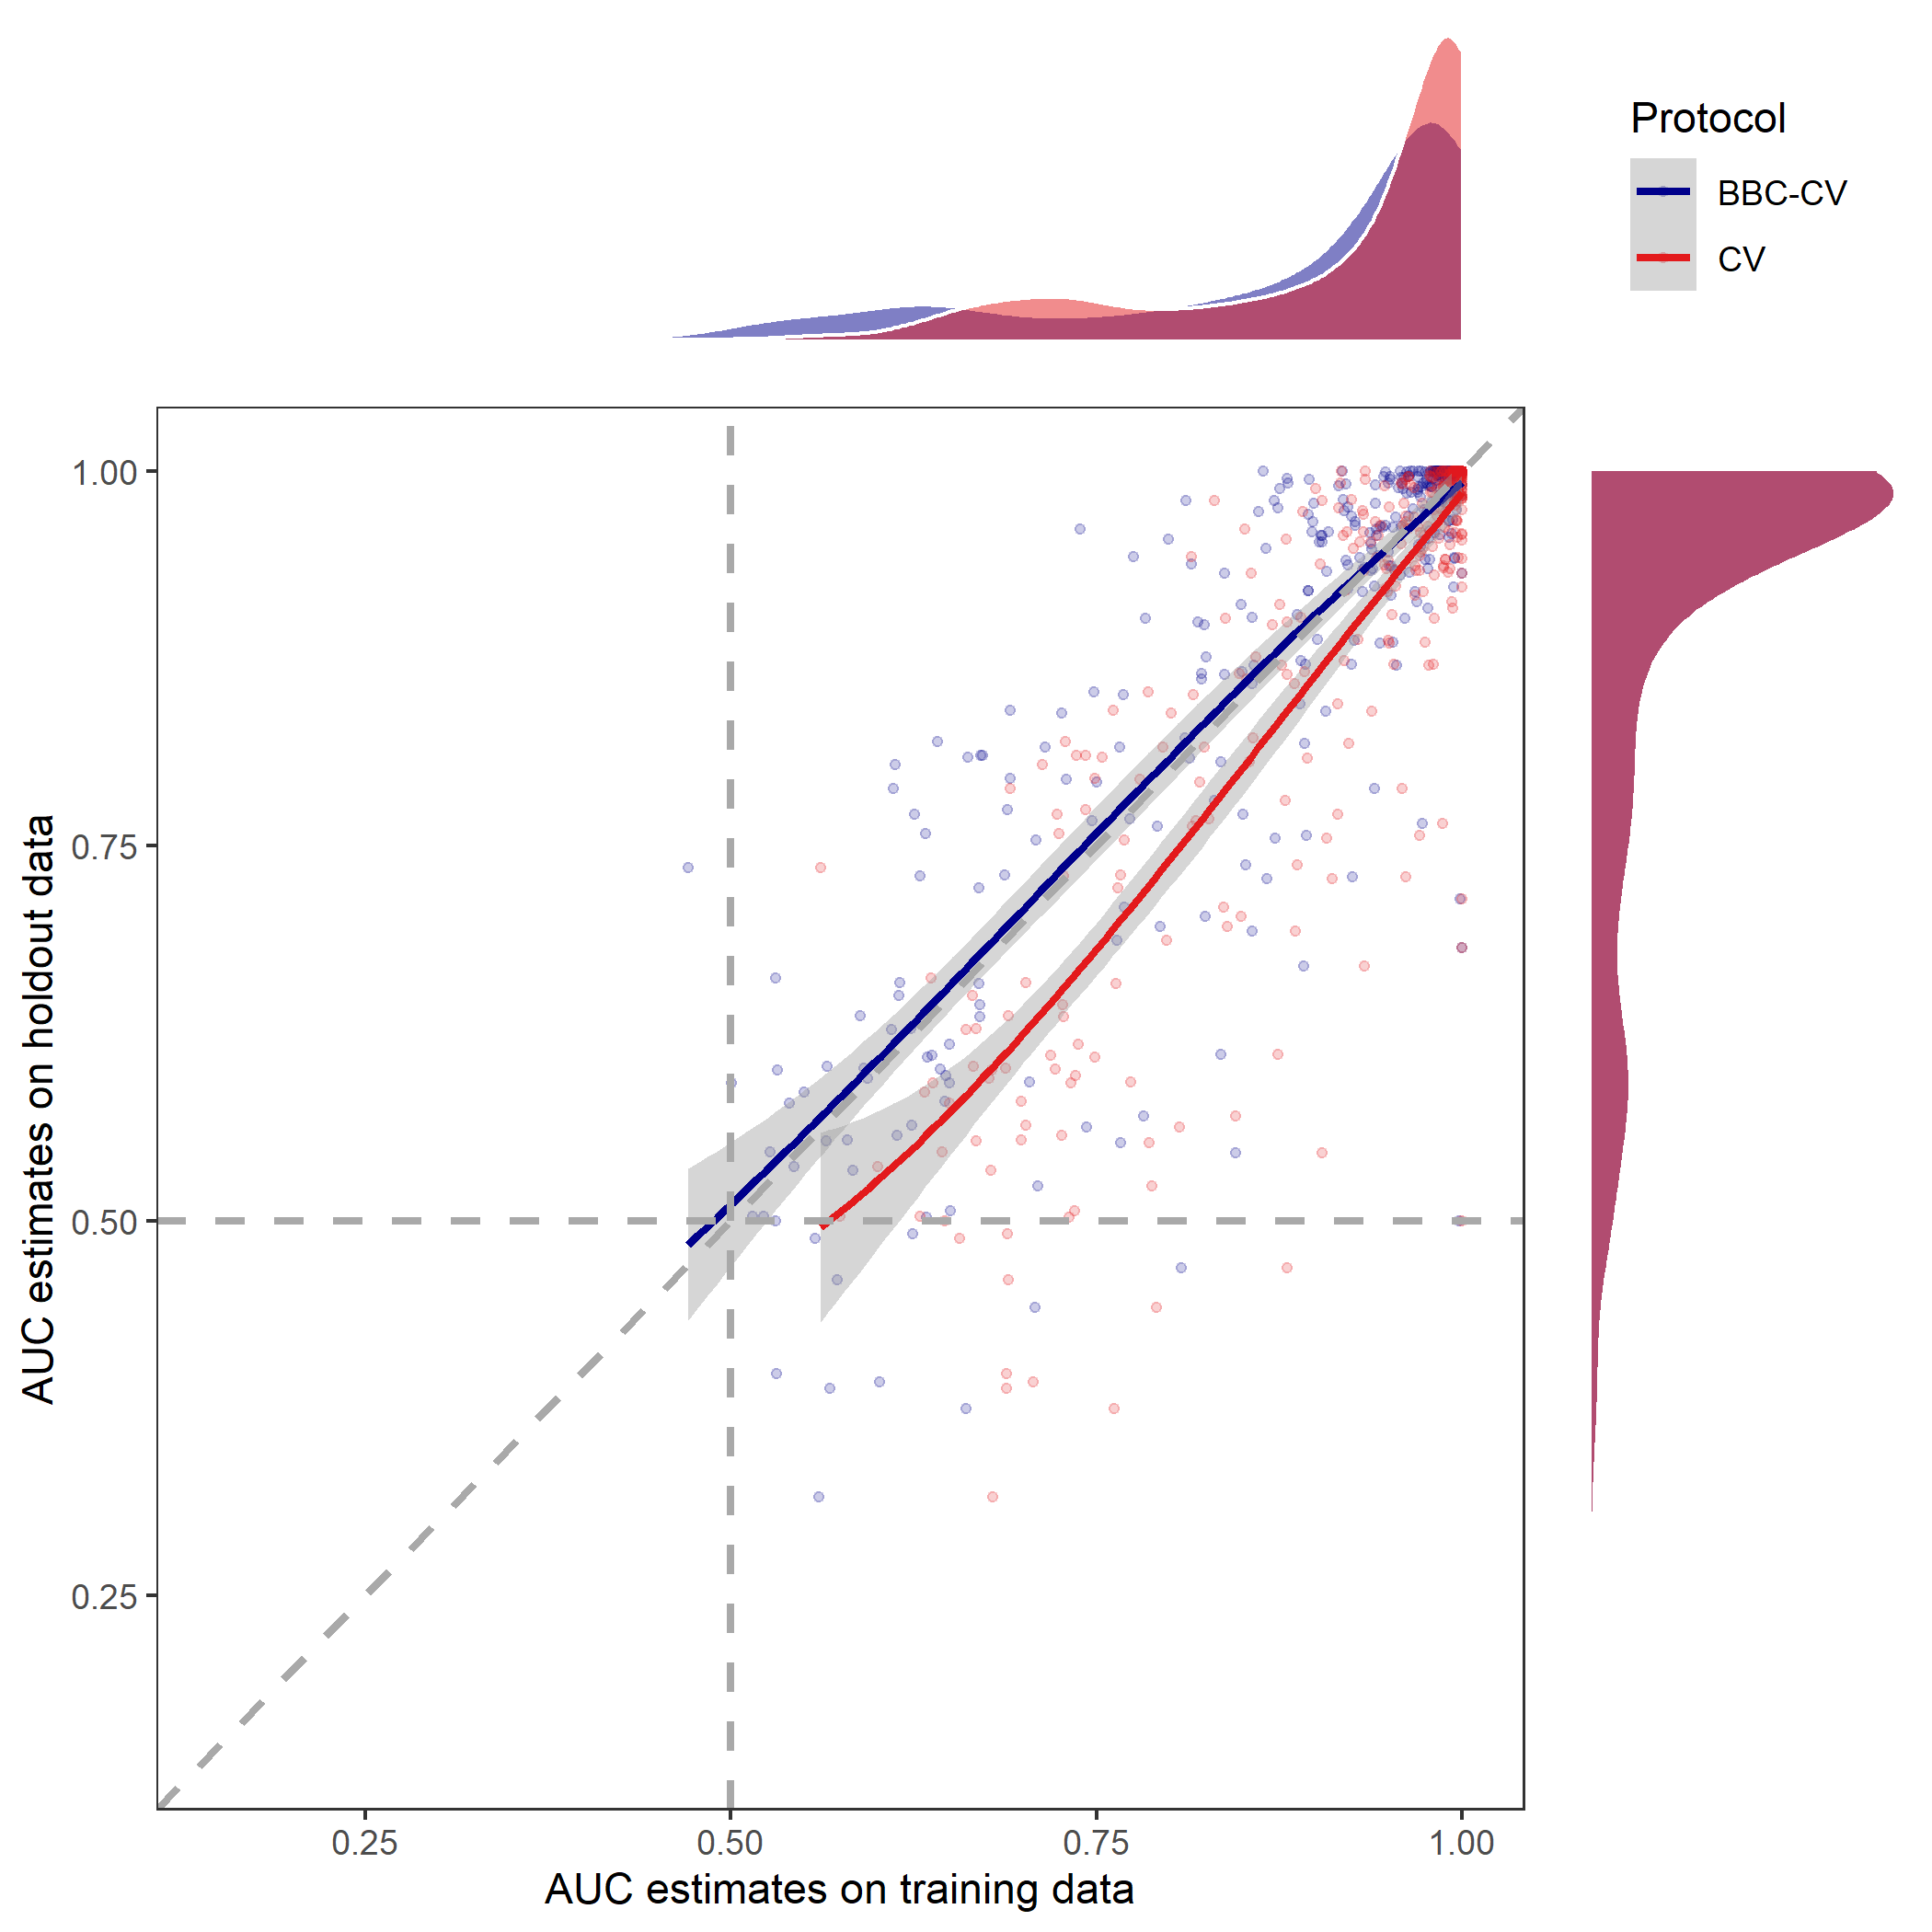 Protocol
BBC-CV
CV
1.00
0.75
0.50
0.25
AUC estimates on holdout data
0.25
0.50
0.75
1.00
AUC estimates on training data